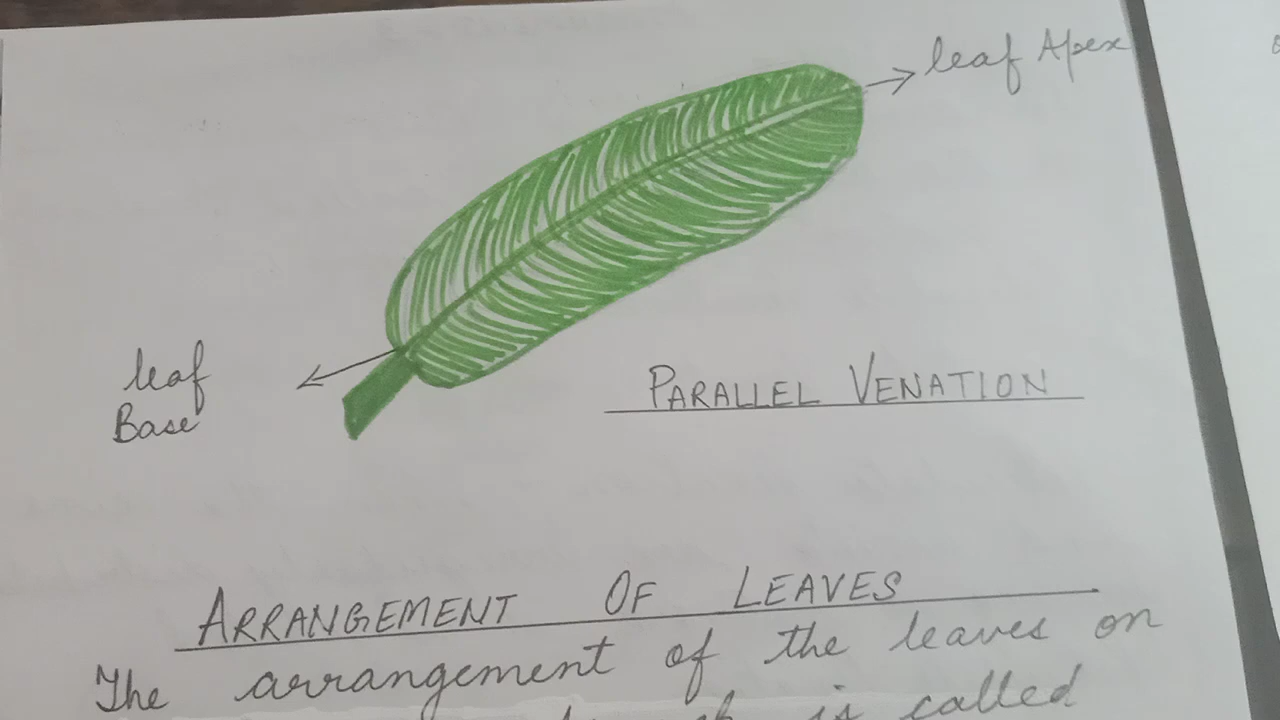 leaf Apex
leaf
Base
PARALLEL VENATION
ARRANGEMENT OF LEAVES
The arrangement of the leaves on
is called